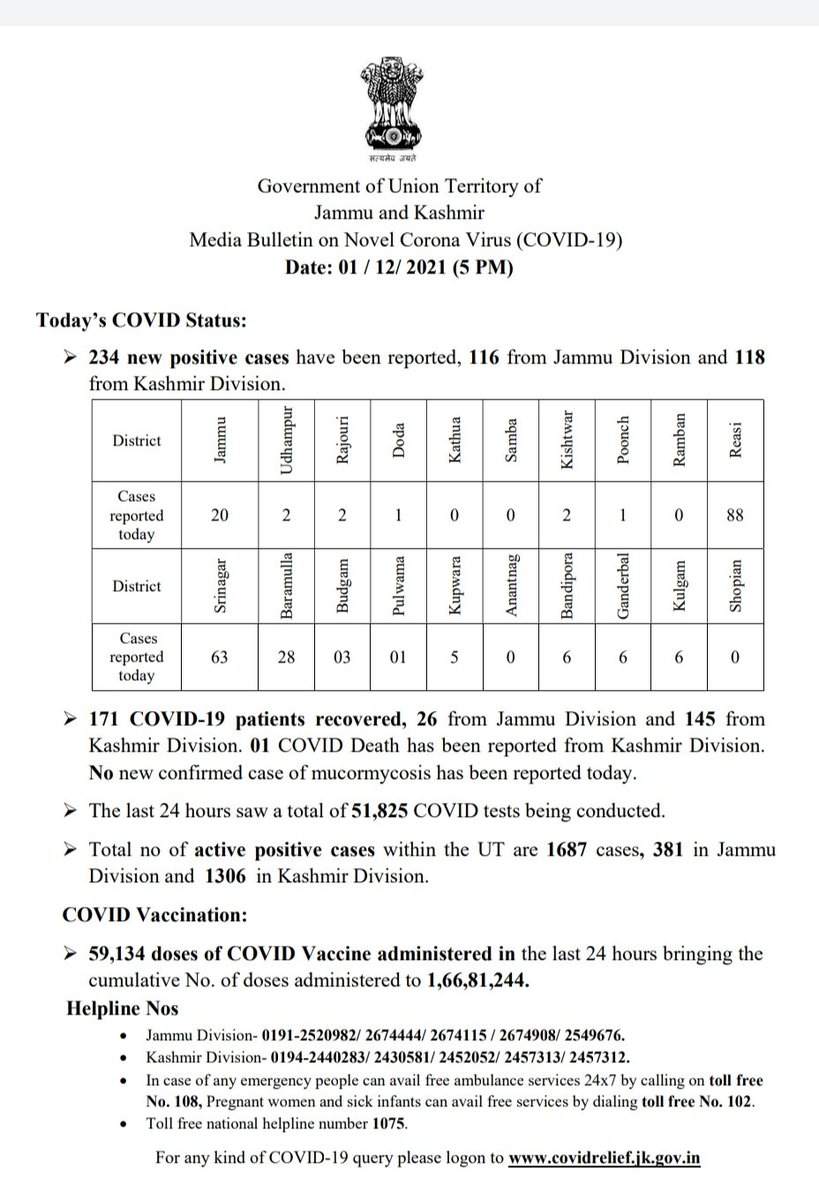 सत्यमेव जयते
Government of Union Territory of
Jammu and Kashmir
Media Bulletin on Novel Corona Virus (COVID-19)
Date: 01 / 12/ 2021 (5 PM)
Today's COVID Status:
➢ 234 new positive cases have been reported, 116 from Jammu Division and 118
from Kashmir Division.
District Jammu Udhampur Rajouri Doda Kathua Samba Kishtwar Poonch Ramban Reasi
Cases
reported
today
20 2 2 1 0 0 2 1 0 88
District Srinagar Baramulla Budgam Pulwama Kupwara Anantnag Bandipora Ganderbal Kulgam Shopian
Cases
reported
today
63 28 03 01 5 0 6 6 6 0
➢ 171 COVID-19 patients recovered, 26 from Jammu Division and 145 from
Kashmir Division. 01 COVID Death has been reported from Kashmir Division.
No new confirmed case of mucormycosis has been reported today.
➢ The last 24 hours saw a total of 51,825 COVID tests being conducted.
➢ Total no of active positive cases within the UT are 1687 cases, 381 in Jammu
Division and 1306 in Kashmir Division.
COVID Vaccination:
➢ 59,134 doses of COVID Vaccine administered in the last 24 hours bringing the
cumulative No. of doses administered to 1,66,81,244.
Helpline Nos
• Jammu Division- 0191-2520982/ 2674444/ 2674115 / 2674908/ 2549676.
• Kashmir Division- 0194-2440283/ 2430581/ 2452052/ 2457313/ 2457312.
• In case of any emergency people can avail free ambulance services 24x7 by calling on toll free
No. 108, Pregnant women and sick infants can avail free services by dialing toll free No. 102.
• Toll free national helpline number 1075.
For any kind of COVID-19 query please logon to www.covidrelief.jk.gov.in